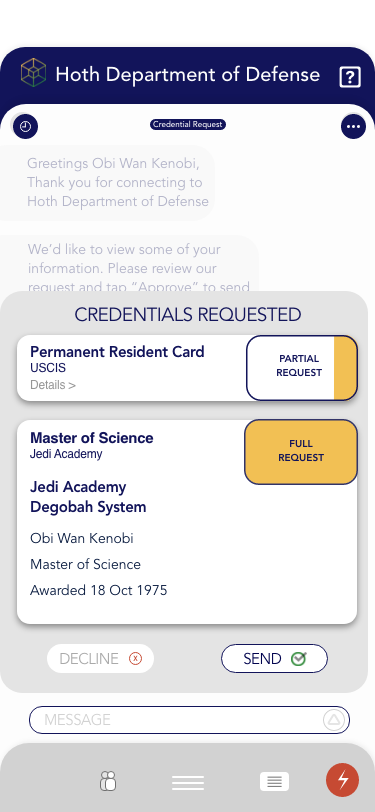 Hoth Department of Defense
?
Credential Request
Greetings Obi Wan Kenobi,
Thank you for connecting to
Hoth Department of Defense
We’d like to view some of your
information. Please review our
request and tap “Approve” to send
CREDENTIALS REQUESTED
Permanent Resident Card
USCIS
Details >
PARTIAL
REQUEST
Master of Science
Jedi Academy
FULL
REQUEST
Jedi Academy
Degobah System
Obi Wan Kenobi
Master of Science
Awarded 18 Oct 1975
DECLINE x
SEND
MESSAGE